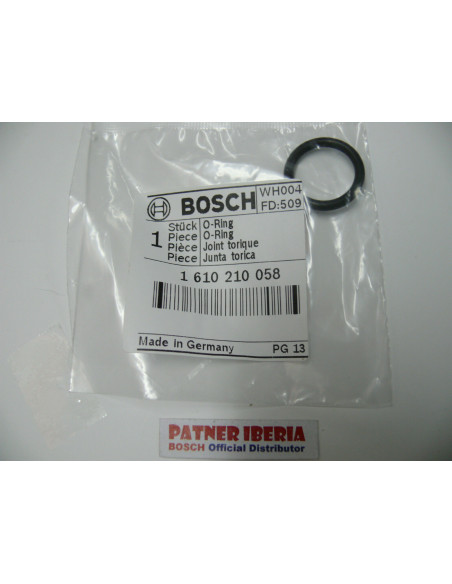 BOSCH
WH004
FD:509
1
Stück O-Ring
Piece O-Ring
Pièce Joint torique
Piece Junta torica
1 610 210 058
Made in Germany PG 13
PATNER IBERIA
BOSCH Official Distributor